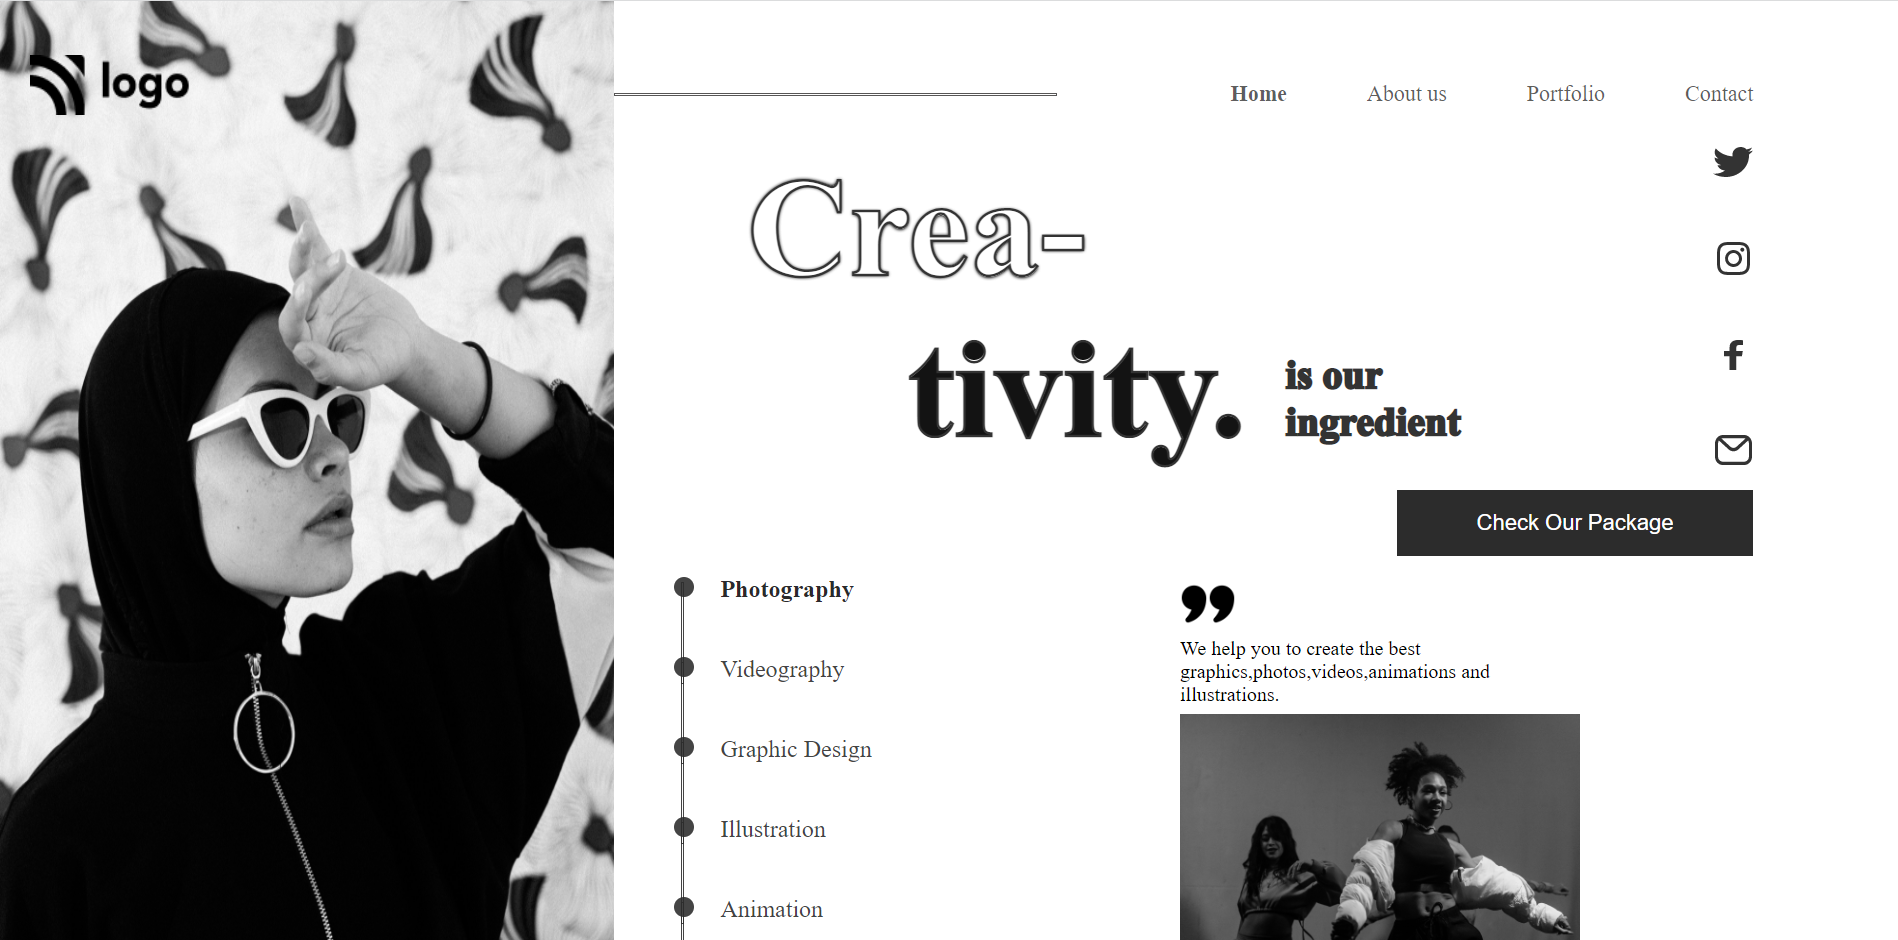 logo
Home
About us
Portfolio
Contact
Crea-
tivity.
is our
ingredient
Check Our Package
Photography
Videography
Graphic Design
Illustration
Animation
”
We help you to create the best
graphics,photos,videos,animations and
illustrations.